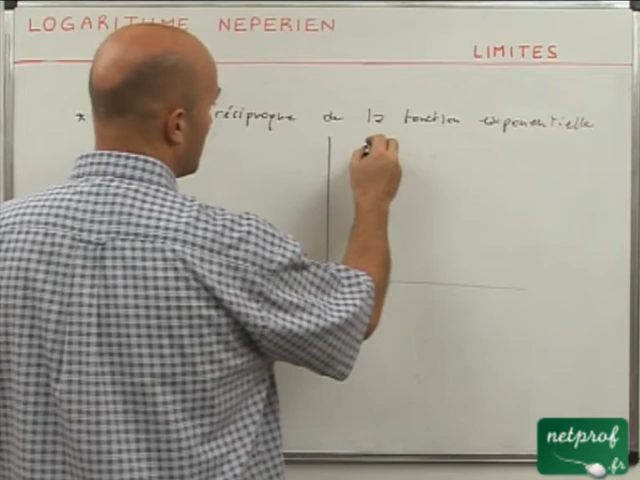 LOGARITHME NEPERIEN
LIMITES
* réciproque de la fonction exponentielle
netprof
.fr